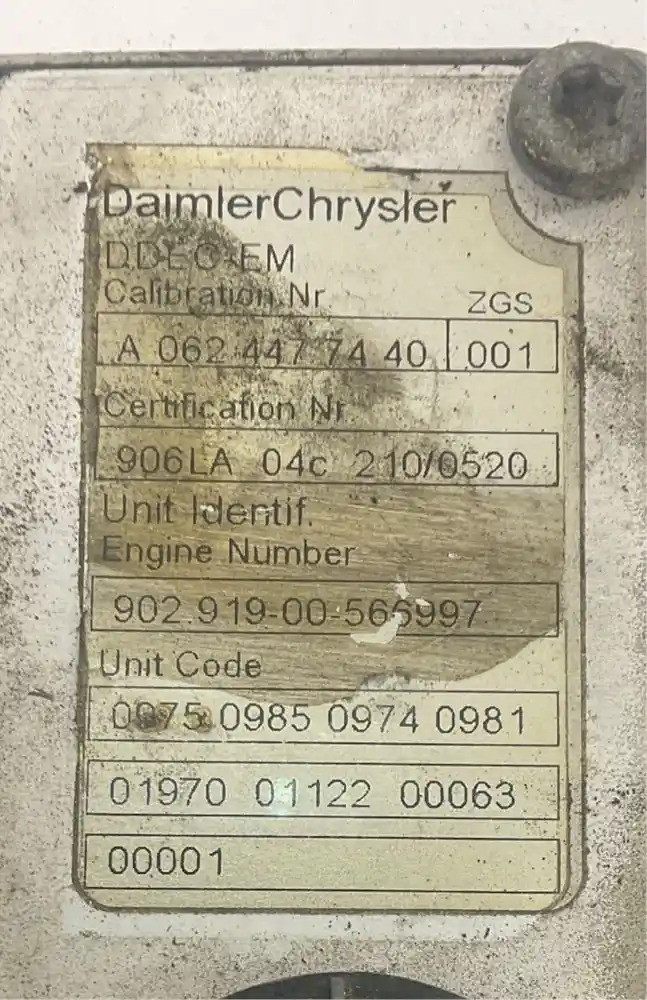 DaimlerChrysler
DDEC-EM
Calibration Nr. ZGS
A 062 447 74 40 001
Certification Nr.
906LA 04c 210/0520
Unit Identif.
Engine Number
902.919-00-566997
Unit Code
0975 0985 0974 0981
01970 01122 00063
00001